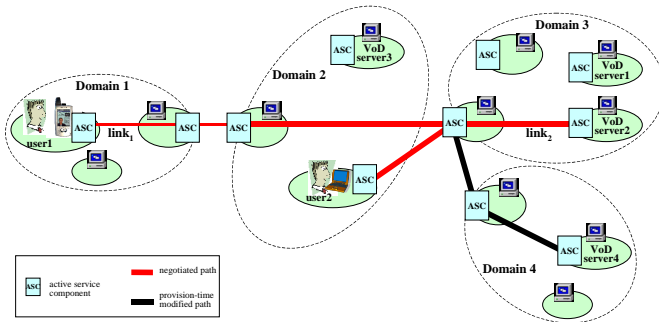 Domain 1
ASC
user1
link1
ASC
Domain 2
ASC
VoD
server3
ASC
ASC
user2
Domain 3
ASC
ASC
VoD
server1
ASC
link2
ASC
VoD
server2
ASC
ASC
VoD
server4
Domain 4
ASC
active service
component
negotiated path
provision-time
modified path